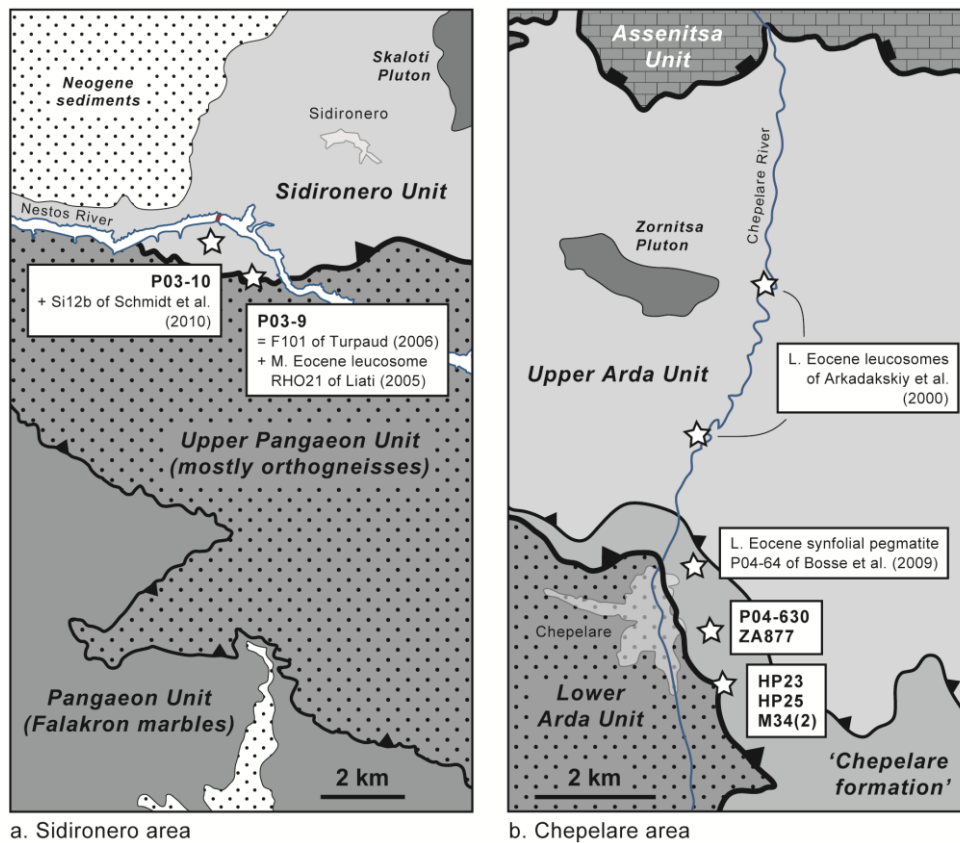 Neogene
sediments
Skaloti
Pluton
Sidironero
Sidironero Unit
Nestos River
P03-10
+ Si12b of Schmidt et al.
(2010)
P03-9
= F101 of Turpaud (2006)
+ M. Eocene leucosome
RHO21 of Liati (2005)
Upper Pangaeon Unit
(mostly orthogneisses)
Pangaeon Unit
(Falakron marbles)
2 km
a. Sidironero area
Assenitsa
Unit
Chepelare River
Zornitsa
Pluton
Upper Arda Unit
L. Eocene leucosomes
of Arkadakskiy et al.
(2000)
L. Eocene synfolial pegmatite
P04-64 of Bosse et al. (2009)
Chepelare
P04-630
ZA877
HP23
HP25
M34(2)
Lower
Arda Unit
2 km
'Chepelare
formation'
b. Chepelare area